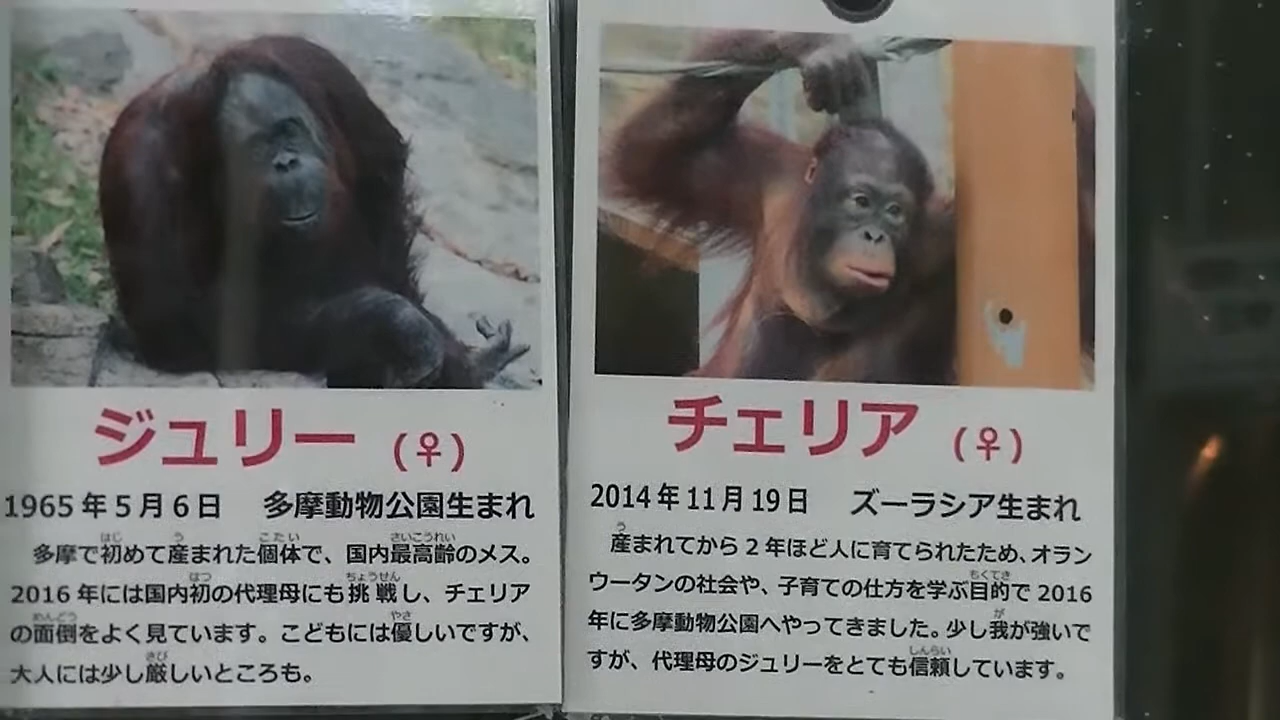 ジュリー (♀)
1965年5月6日 多摩動物公園生まれ
多摩で初めて産まれた個体で、国内最高齢のメス。
2016年には国内初の代理母にも挑戦し、チェリア
の面倒をよく見ています。こどもには優しいですが、
大人には少し厳しいところも。
チェリア (♀)
2014年11月19日 ズーラシア生まれ
産まれてから2年ほど人に育てられたため、オラン
ウータンの社会や、子育ての仕方を学ぶ目的で2016
年に多摩動物公園へやってきました。少し我が強いで
すが、代理母のジュリーをとても信頼しています。